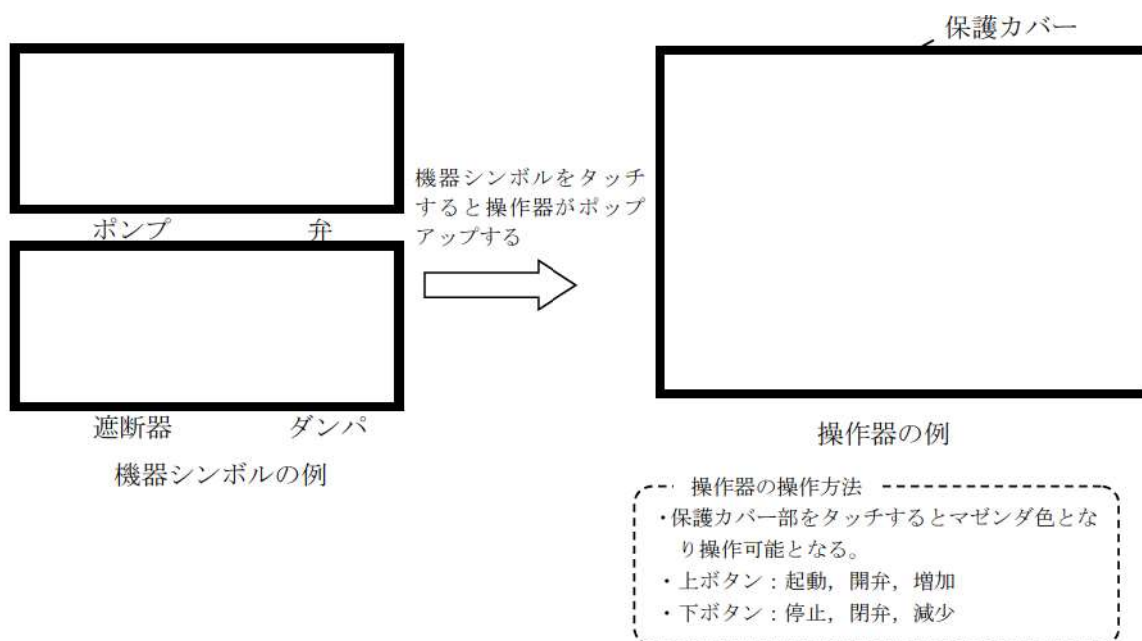 保護カバー
ポンプ 弁
機器シンボルをタッチ
すると操作器がポップ
アップする
遮断器 ダンパ
機器シンボルの例
操作器の例
操作器の操作方法
・保護カバー部をタッチするとマゼンダ色とな
り操作可能となる。
・上ボタン：起動，開弁，増加
・下ボタン：停止，閉弁，減少